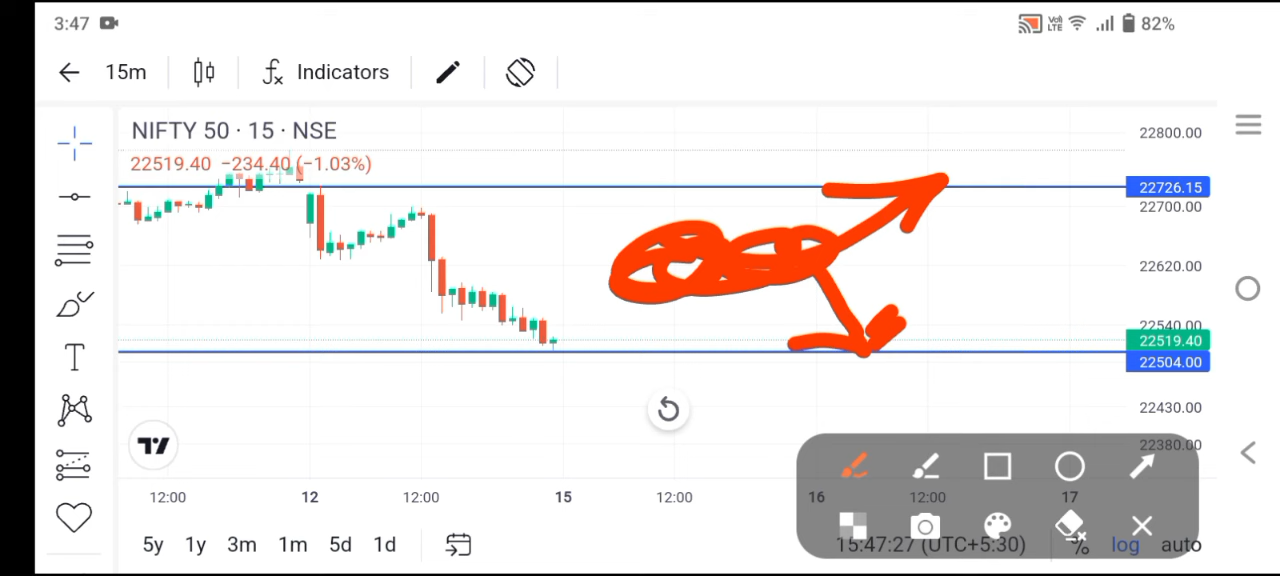 3:47 Vo) LTE 82%
15m Indicators
NIFTY 50 · 15 · NSE
22519.40 −234.40 (−1.03%)
22800.00
22726.15
22700.00
22620.00
22540.00
22519.40
22504.00
22430.00
22380.00
12:00 12 12:00 15 12:00 16 12:00 17
5y 1y 3m 1m 5d 1d 15:47:27 (UTC+5:30) % log auto